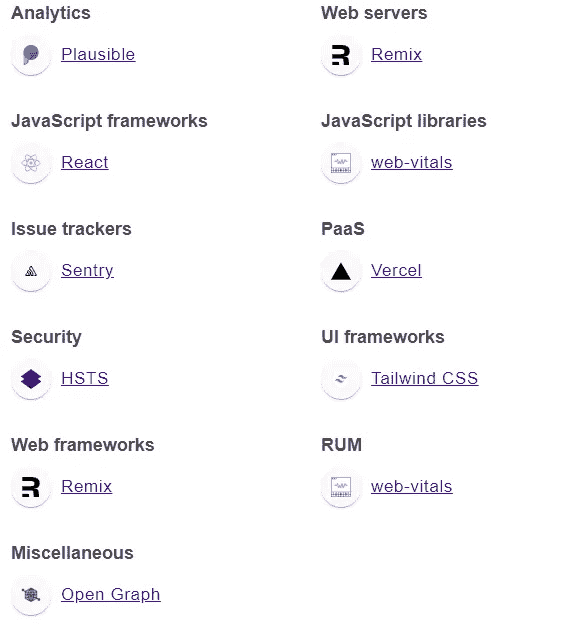 Analytics
Plausible
Web servers
Remix
JavaScript frameworks
React
JavaScript libraries
web-vitals
Issue trackers
Sentry
PaaS
Vercel
Security
HSTS
UI frameworks
Tailwind CSS
Web frameworks
Remix
RUM
web-vitals
Miscellaneous
Open Graph